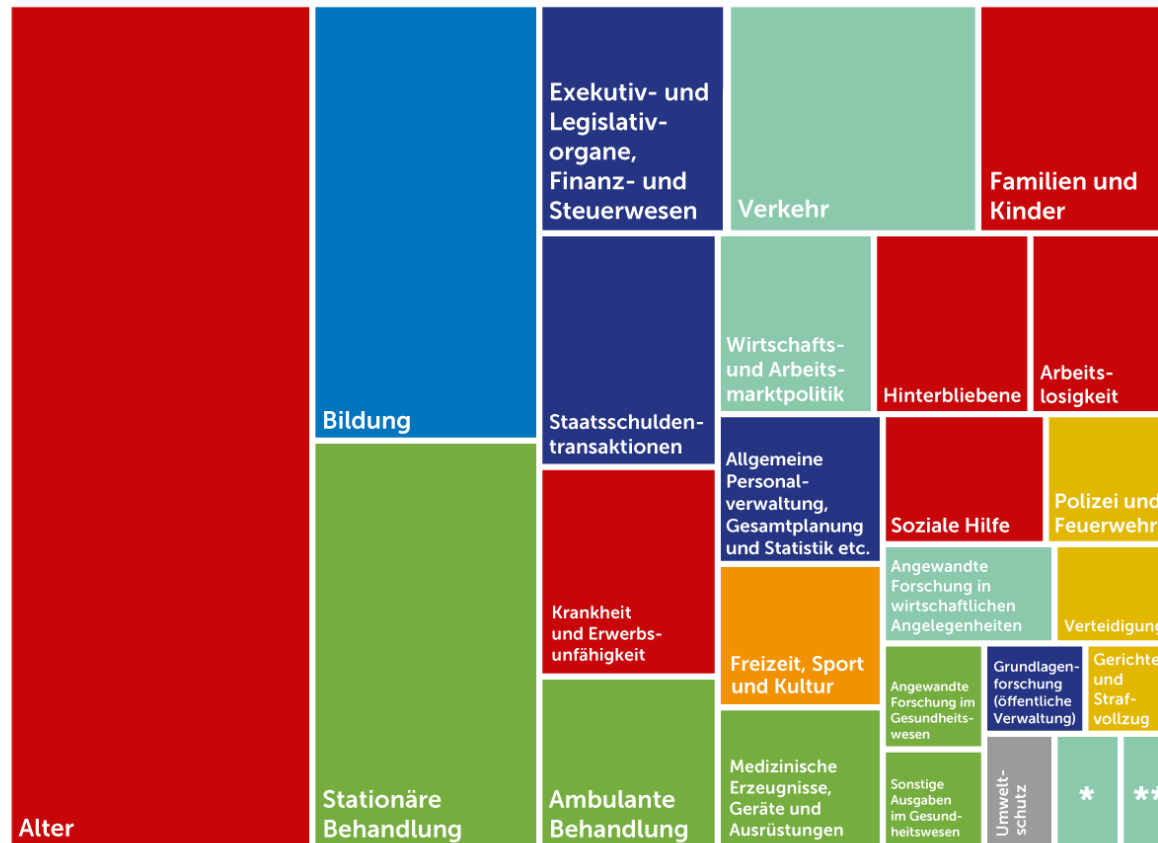 Alter
Bildung
Stationäre
Behandlung
Exekutiv- und
Legislativ-
organe,
Finanz- und
Steuerwesen
Verkehr
Familien und
Kinder
Staatsschulden-
transaktionen
Wirtschafts-
und Arbeits-
marktpolitik
Hinterbliebene
Arbeits-
losigkeit
Krankheit
und Erwerbs-
unfähigkeit
Ambulante
Behandlung
Allgemeine
Personal-
verwaltung,
Gesamtplanung
und Statistik etc.
Freizeit, Sport
und Kultur
Medizinische
Erzeugnisse,
Geräte und
Ausrüstungen
Soziale Hilfe
Polizei und
Feuerwehr
Angewandte
Forschung in
wirtschaftlichen
Angelegenheiten
Verteidigung
Angewandte
Forschung im
Gesundheits-
wesen
Grundlagen-
forschung
(öffentliche
Verwaltung)
Gerichte
und
Straf-
vollzug
Sonstige
Ausgaben
im Gesund-
heitswesen
Umwelt-
schutz
*
**